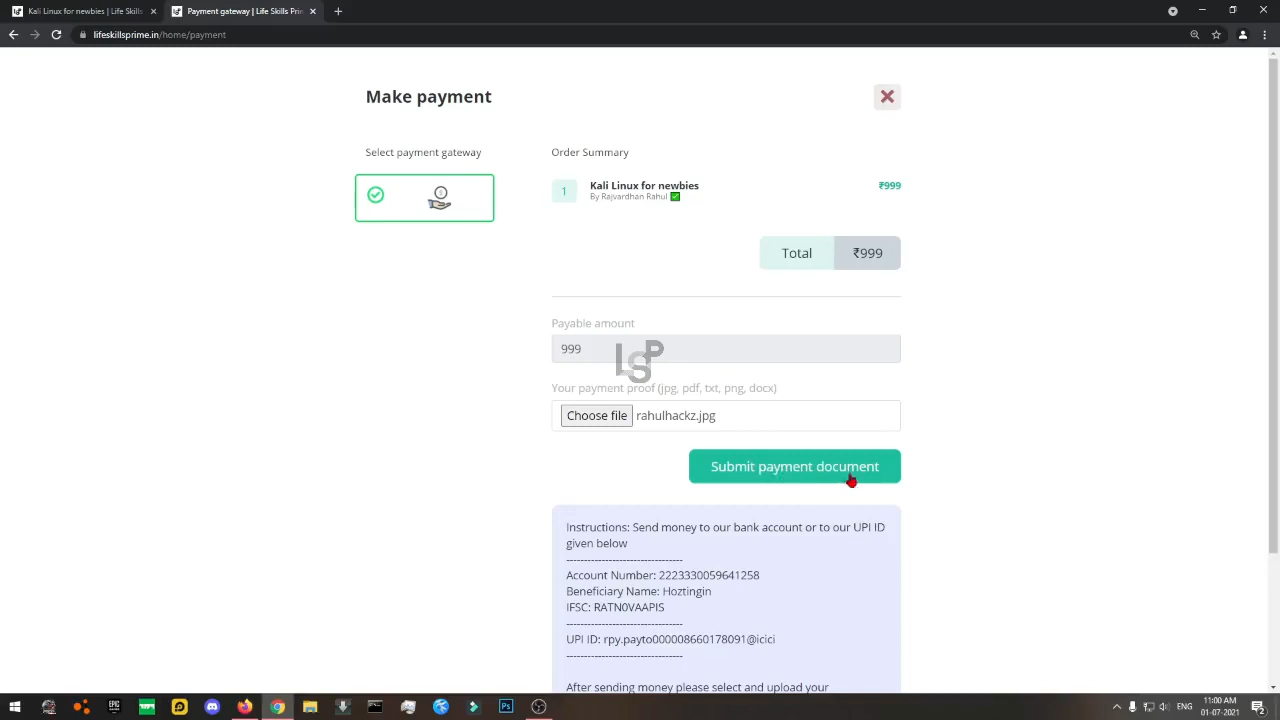 Kali Linux for newbies | Life Skills
Payment gateway | Life Skills Prim
lifeskillsprime.in/home/payment
Make payment
Select payment gateway
Order Summary
1
Kali Linux for newbies
₹999
By Rajvardhan Rahul
Total
₹999
Payable amount
999
LSP
Your payment proof (jpg, pdf, txt, png, docx)
Choose file rahulhackz.jpg
Submit payment document
Instructions: Send money to our bank account or to our UPI ID
given below
---------------------------------
Account Number: 2223330059641258
Beneficiary Name: Hoztingin
IFSC: RATN0VAAPIS
---------------------------------
UPI ID: rpy.payto000008660178091@icici
---------------------------------
After sending money please select and upload your
EPIC
Ps
ENG
11:00 AM
01-07-2021